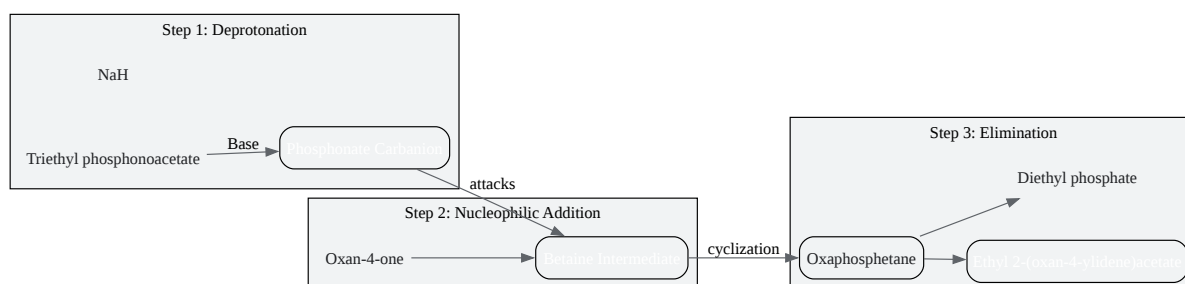 Step 1: Deprotonation
NaH
Triethyl phosphonoacetate
Base
Phosphonate Carbanion
attacks
Step 2: Nucleophilic Addition
Oxan-4-one
Betaine Intermediate
cyclization
Step 3: Elimination
Diethyl phosphate
Oxaphosphetane
Ethyl 2-(oxan-4-ylidene)acetate